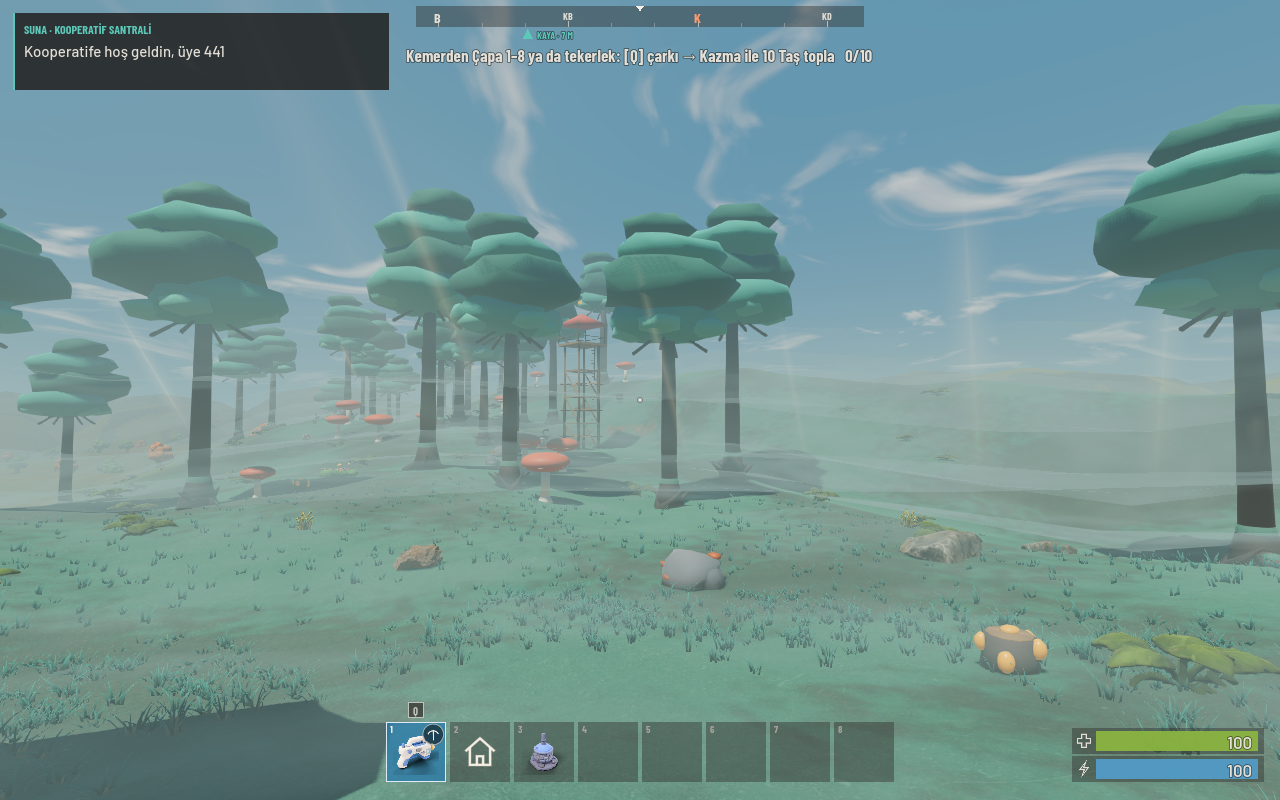 SUNA · KOOPERATİF SANTRALİ
Kooperatife hoş geldin, üye 441
B KB K KD
KAYA · 7 M
Kemerden Çapa 1-8 ya da tekerlek: [Q] çarkı → Kazma ile 10 Taş topla 0/10
Q
1 2 3 4 5 6 7 8
100
100